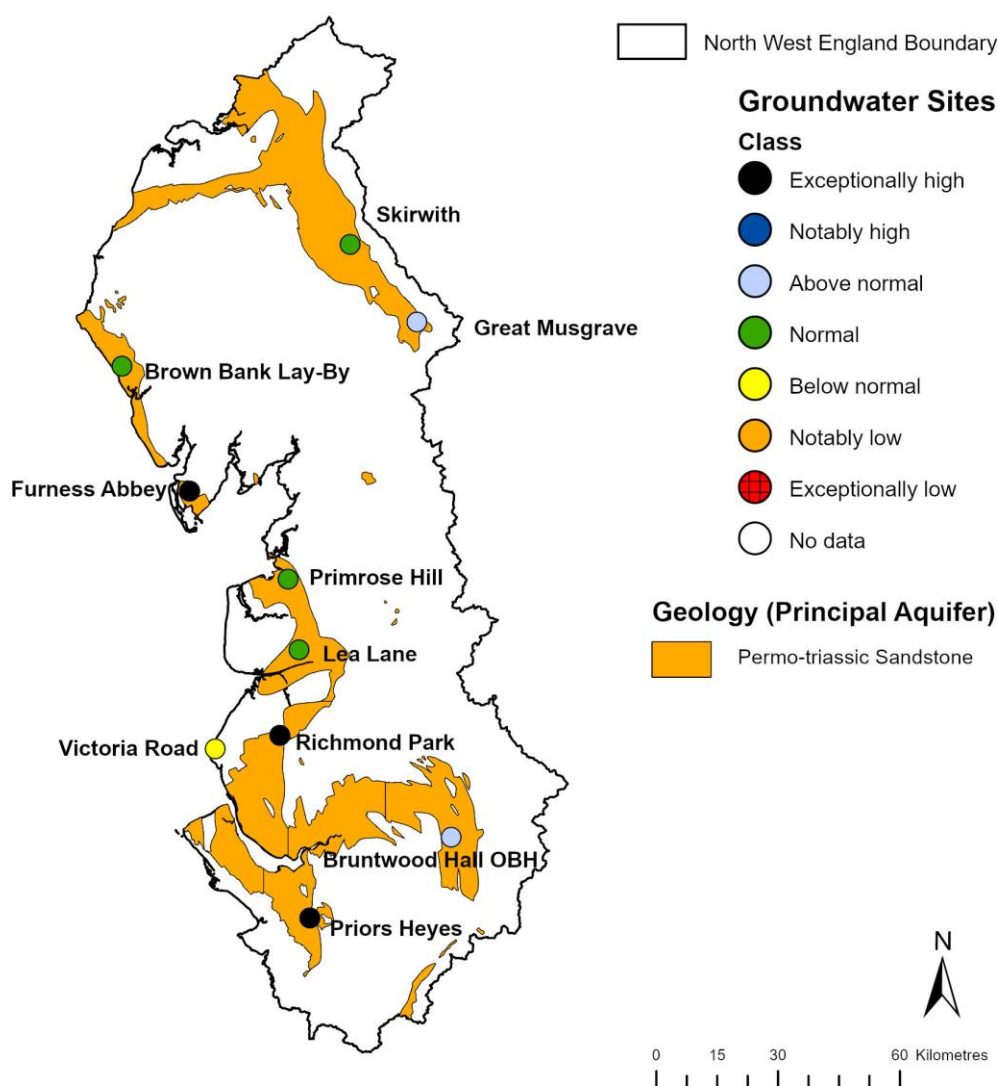 North West England Boundary
Groundwater Sites
Class
Exceptionally high
Notably high
Above normal
Normal
Below normal
Notably low
Exceptionally low
No data
Geology (Principal Aquifer)
Permo-triassic Sandstone
Skirwith
Great Musgrave
Brown Bank Lay-By
Furness Abbey
Primrose Hill
Lea Lane
Richmond Park
Victoria Road
Bruntwood Hall OBH
Priors Heyes
N
0 15 30 60 Kilometres